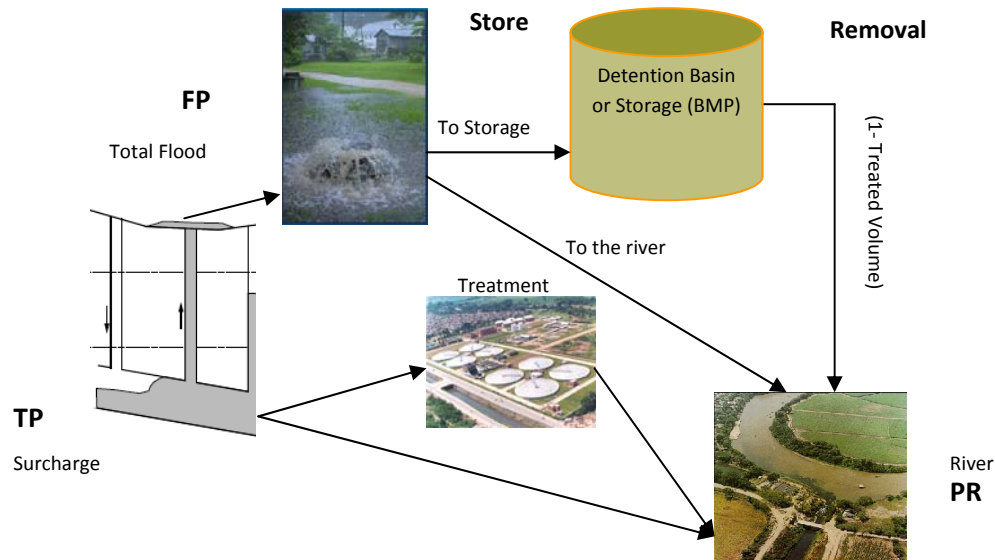 Store
Removal
FP
Detention Basin
or Storage (BMP)
Total Flood
To Storage
(1- Treated Volume)
To the river
Treatment
TP
Surcharge
River
PR